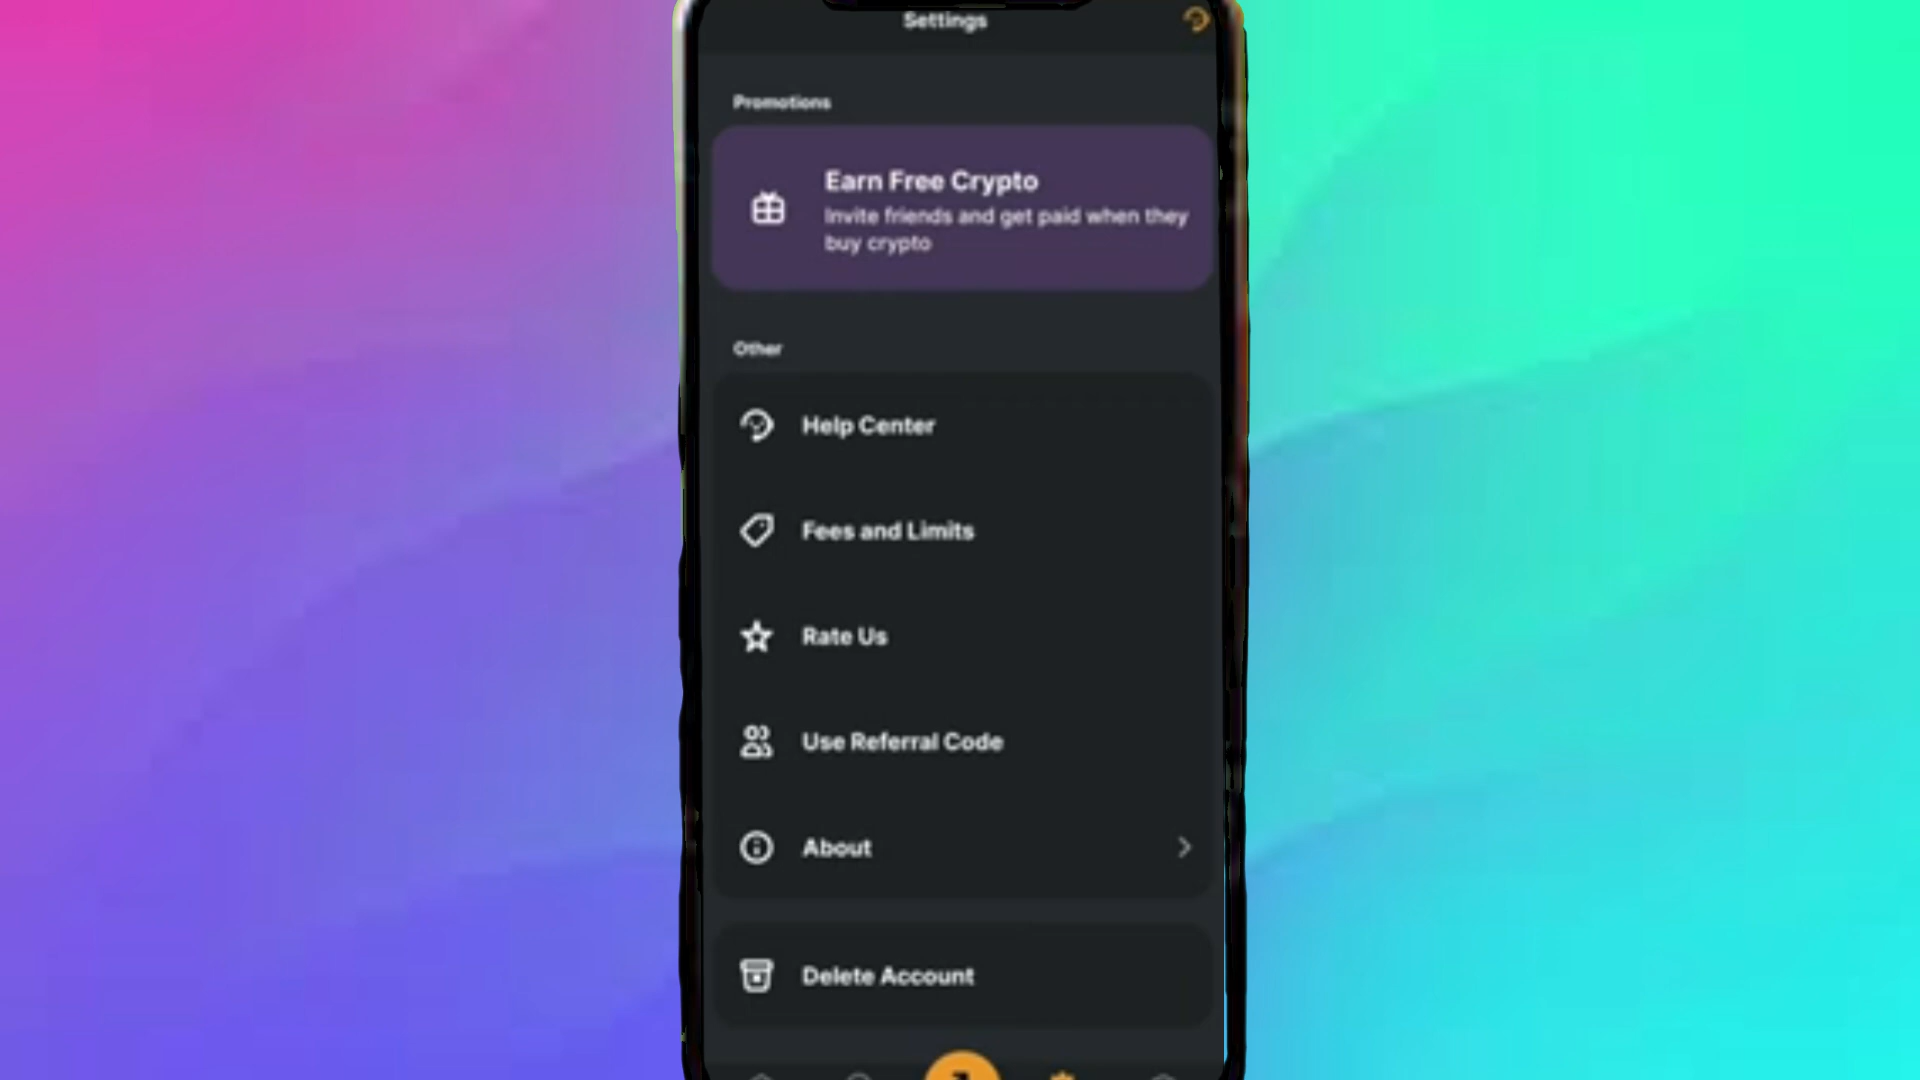 Settings
Promotions
Earn Free Crypto
Invite friends and get paid when they
buy crypto
Other
Help Center
Fees and Limits
Rate Us
Use Referral Code
About
Delete Account